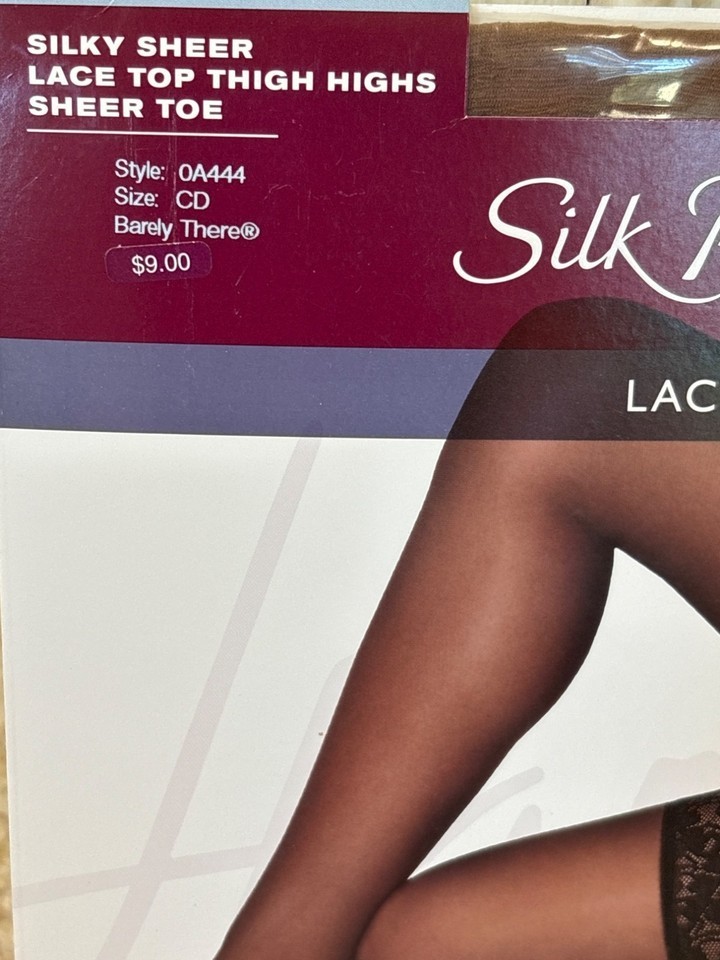 SILKY SHEER
LACE TOP THIGH HIGHS
SHEER TOE
Style: 0A444
Size: CD
Barely There®
$9.00
Silk
LAC